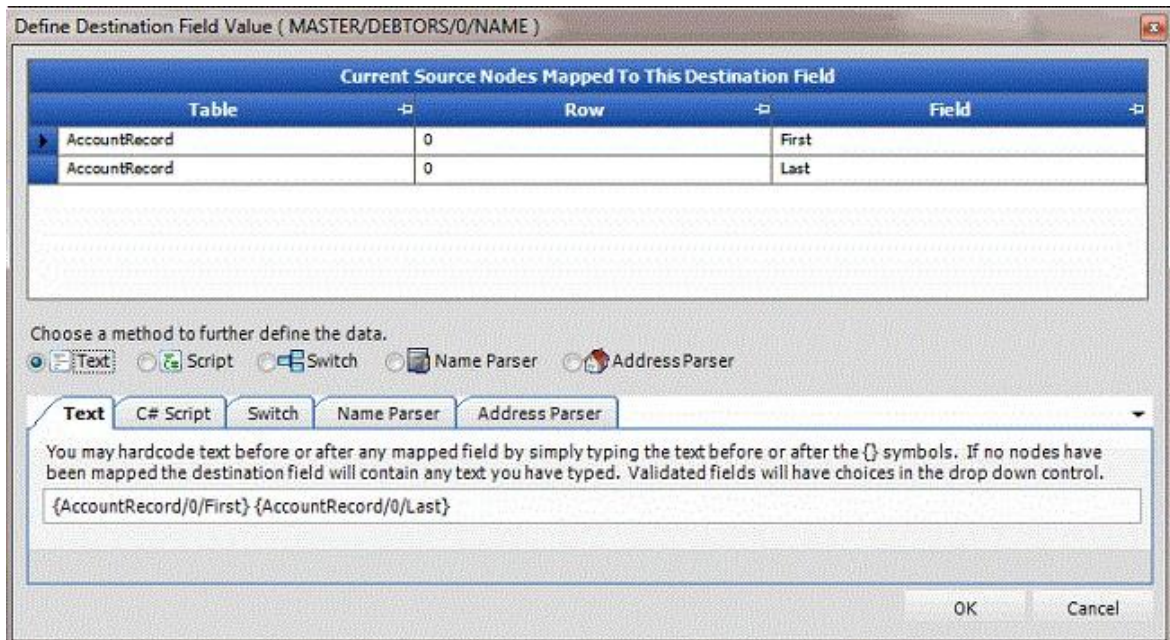 Define Destination Field Value ( MASTER/DEBTORS/0/NAME )
Current Source Nodes Mapped To This Destination Field
Table Row Field
AccountRecord 0 First
AccountRecord 0 Last
Choose a method to further define the data.
Text Script Switch Name Parser Address Parser
Text C# Script Switch Name Parser Address Parser
You may hardcode text before or after any mapped field by simply typing the text before or after the {} symbols. If no nodes have
been mapped the destination field will contain any text you have typed. Validated fields will have choices in the drop down control.
{AccountRecord/0/First} {AccountRecord/0/Last}
OK Cancel